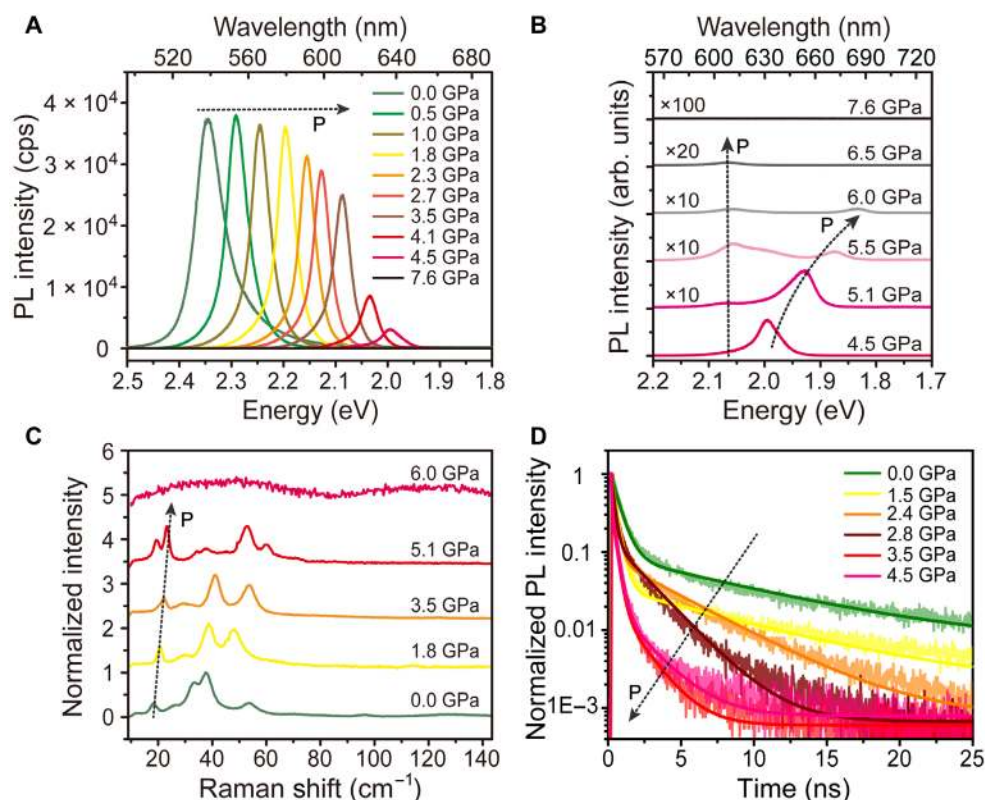 A
Wavelength (nm)
520 560 600 640 680
PL intensity (cps)
4 × 10⁴
3 × 10⁴
2 × 10⁴
1 × 10⁴
0
P
0.0 GPa
0.5 GPa
1.0 GPa
1.8 GPa
2.3 GPa
2.7 GPa
3.5 GPa
4.1 GPa
4.5 GPa
7.6 GPa
2.5 2.4 2.3 2.2 2.1 2.0 1.9 1.8
Energy (eV)
B
Wavelength (nm)
570 600 630 660 690 720
PL intensity (arb. units)
×100 7.6 GPa
P
×20 6.5 GPa
×10 6.0 GPa
P
×10 5.5 GPa
×10 5.1 GPa
4.5 GPa
2.2 2.1 2.0 1.9 1.8 1.7
Energy (eV)
C
Normalized intensity
6
5
4
3
2
1
0
6.0 GPa
P
5.1 GPa
3.5 GPa
1.8 GPa
0.0 GPa
20 40 60 80 100 120 140
Raman shift (cm⁻¹)
D
Normalized PL intensity
1
0.1
0.01
1E−3
0.0 GPa
1.5 GPa
2.4 GPa
2.8 GPa
3.5 GPa
4.5 GPa
P
0 5 10 15 20 25
Time (ns)